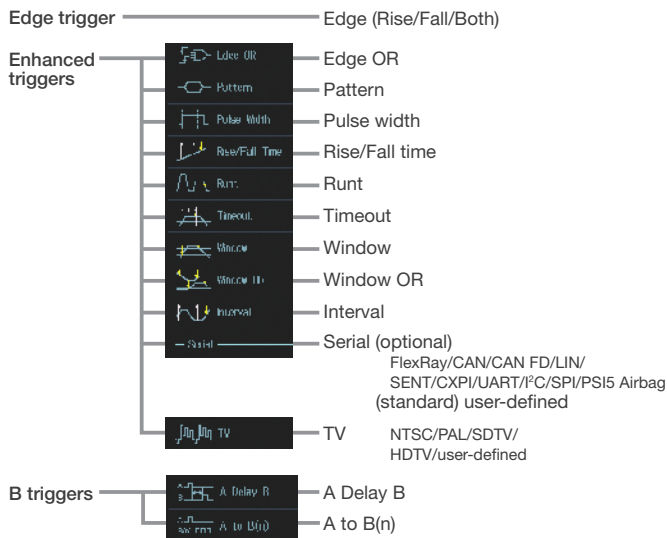 Edge trigger Edge (Rise/Fall/Both)
Enhanced triggers
Edge OR Edge OR
Pattern Pattern
Pulse Width Pulse width
Rise/Fall Time Rise/Fall time
Runt Runt
Timeout Timeout
Window Window
Window OR Window OR
Interval Interval
Serial Serial (optional)
FlexRay/CAN/CAN FD/LIN/
SENT/CXPI/UART/I²C/SPI/PSI5 Airbag
(standard) user-defined
TV TV NTSC/PAL/SDTV/
HDTV/user-defined
B triggers
A Delay B A Delay B
A to B(n) A to B(n)